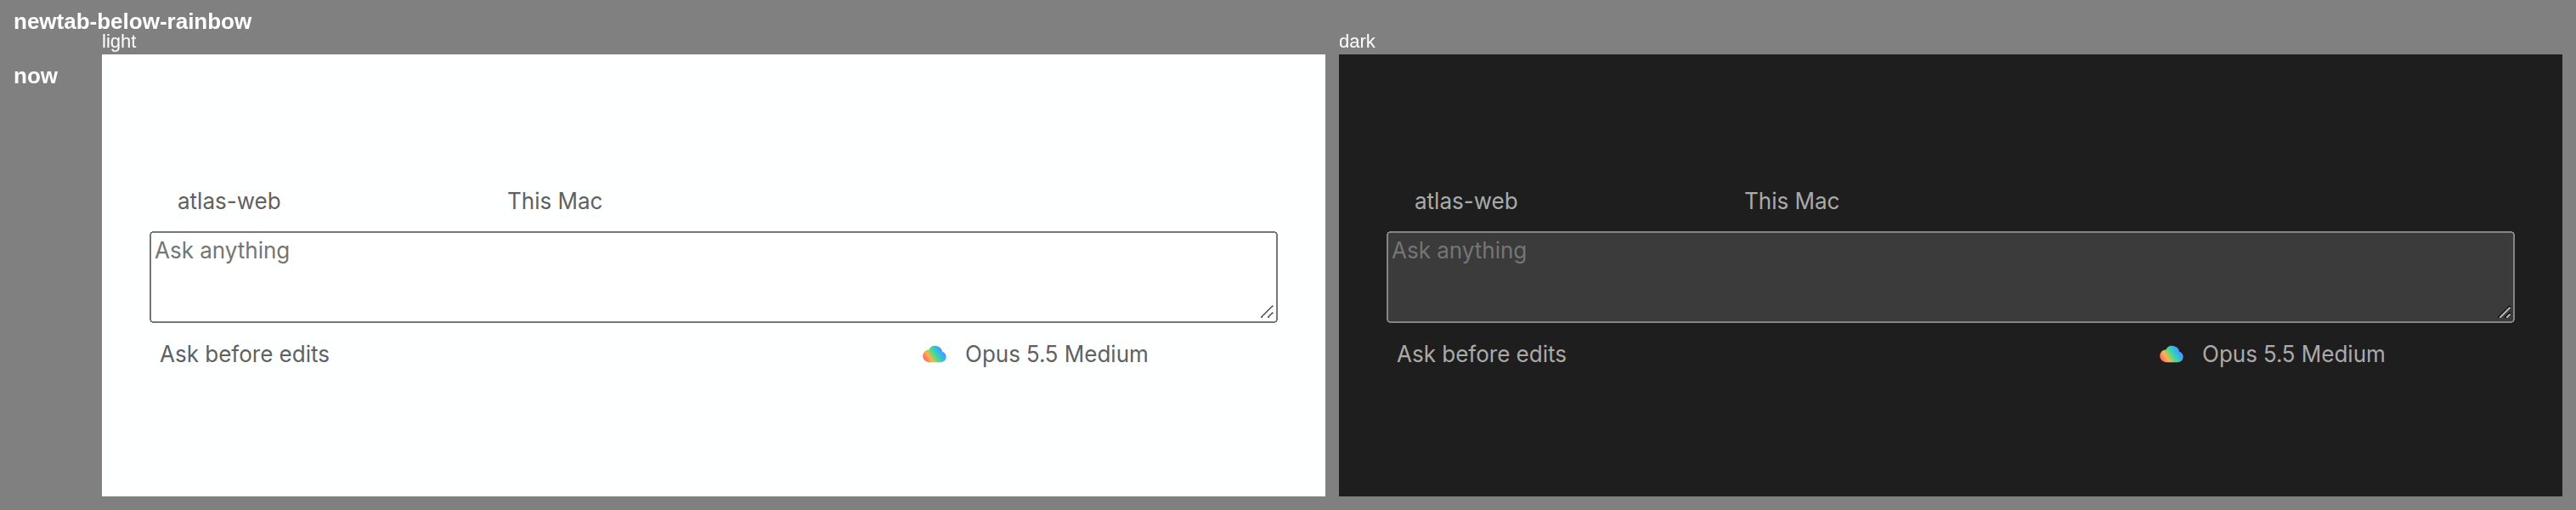 newtab-below-rainbow
light
dark
now
atlas-web This Mac
Ask anything
Ask before edits Opus 5.5 Medium
atlas-web This Mac
Ask anything
Ask before edits Opus 5.5 Medium